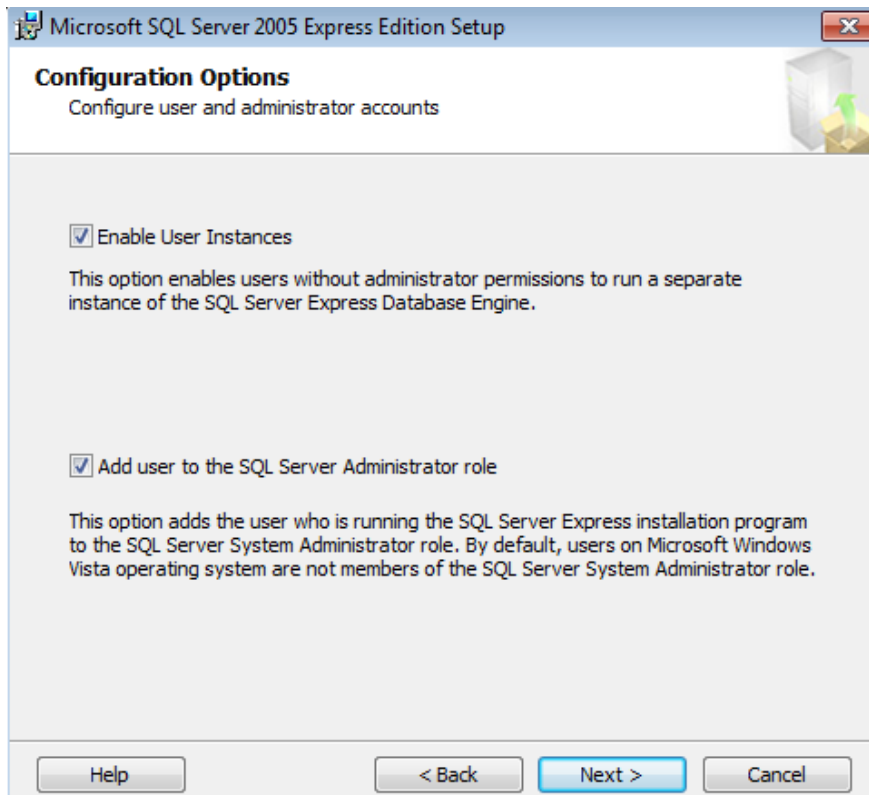 Microsoft SQL Server 2005 Express Edition Setup
Configuration Options
Configure user and administrator accounts
Enable User Instances
This option enables users without administrator permissions to run a separate
instance of the SQL Server Express Database Engine.
Add user to the SQL Server Administrator role
This option adds the user who is running the SQL Server Express installation program
to the SQL Server System Administrator role. By default, users on Microsoft Windows
Vista operating system are not members of the SQL Server System Administrator role.
Help
< Back
Next >
Cancel